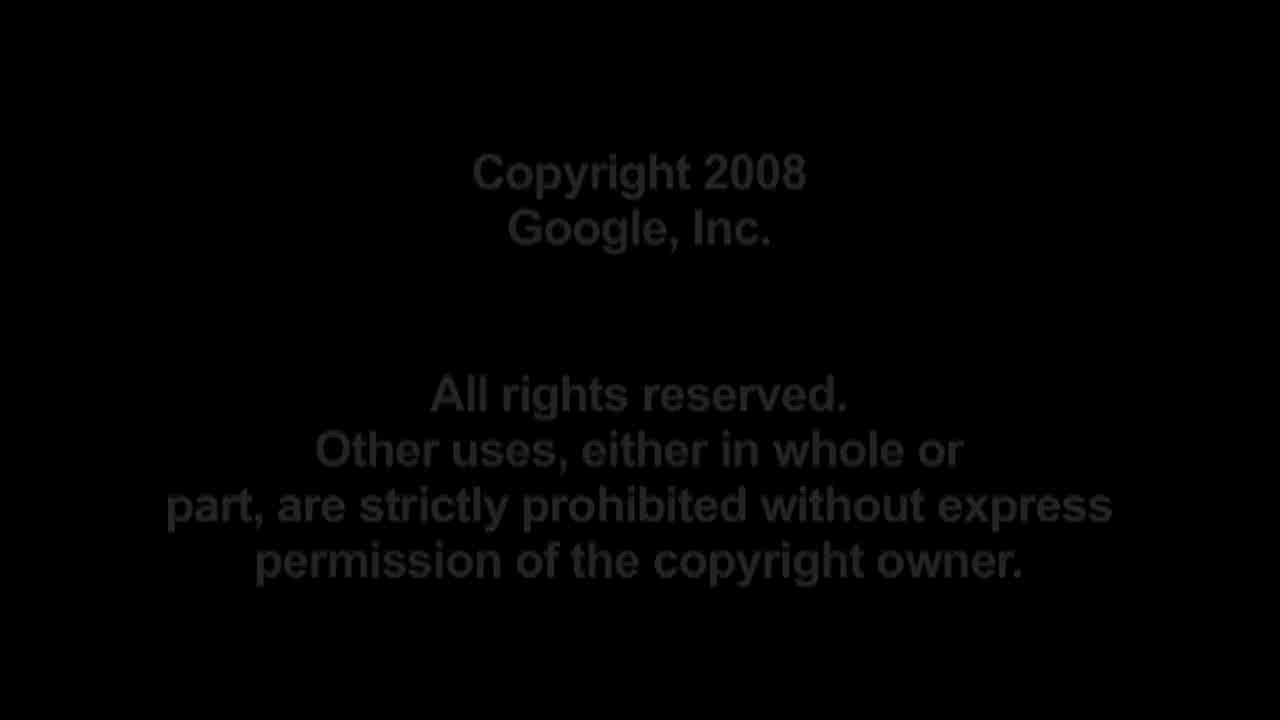 Copyright 2008
Google, Inc.
All rights reserved.
Other uses, either in whole or
part, are strictly prohibited without express
permission of the copyright owner.